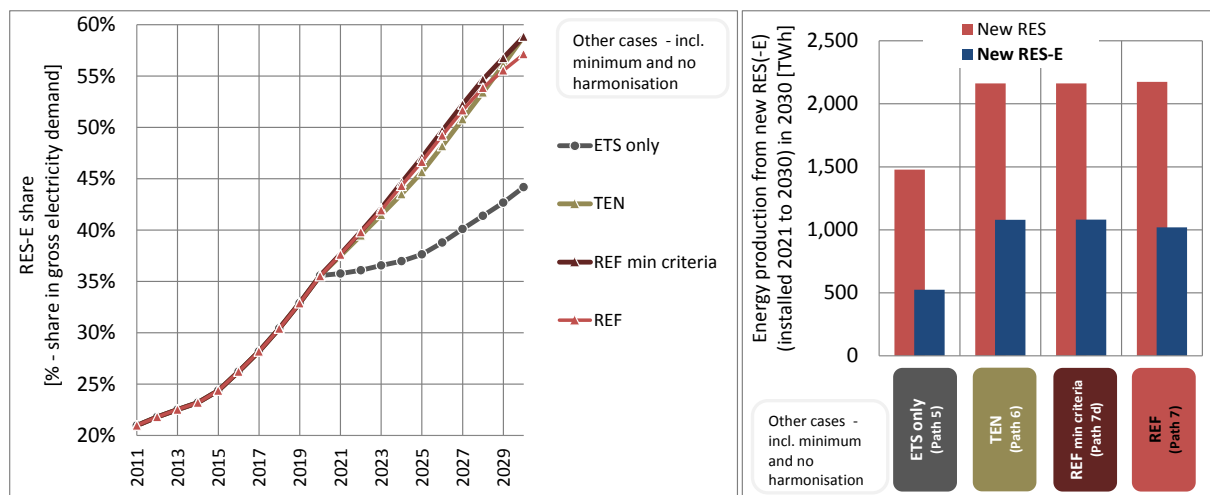 RES-E share
[% - share in gross electricity demand]
60%
55%
50%
45%
40%
35%
30%
25%
20%
2011
2013
2015
2017
2019
2021
2023
2025
2027
2029
Other cases - incl.
minimum and no
harmonisation
ETS only
TEN
REF min criteria
REF
Energy production from new RES(-E)
(installed 2021 to 2030) in 2030 [TWh]
New RES
New RES-E
2,500
2,000
1,500
1,000
500
0
ETS only
(Path 5)
TEN
(Path 6)
REF min criteria
(Path 7d)
REF
(Path 7)
Other cases -
incl. minimum
and no
harmonisation